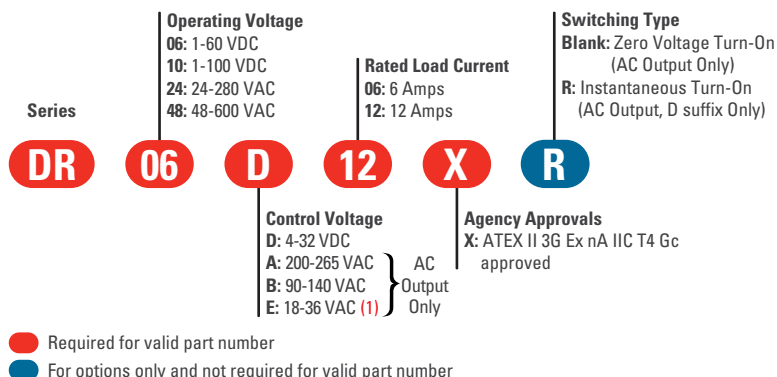 Operating Voltage
06: 1-60 VDC
10: 1-100 VDC
24: 24-280 VAC
48: 48-600 VAC
Rated Load Current
06: 6 Amps
12: 12 Amps
Switching Type
Blank: Zero Voltage Turn-On
(AC Output Only)
R: Instantaneous Turn-On
(AC Output, D suffix Only)
Series
DR 06 D 12 X R
Control Voltage
D: 4-32 VDC
A: 200-265 VAC
B: 90-140 VAC
E: 18-36 VAC (1)
AC
Output
Only
Agency Approvals
X: ATEX II 3G Ex nA IIC T4 Gc
approved
Required for valid part number
For options only and not required for valid part number